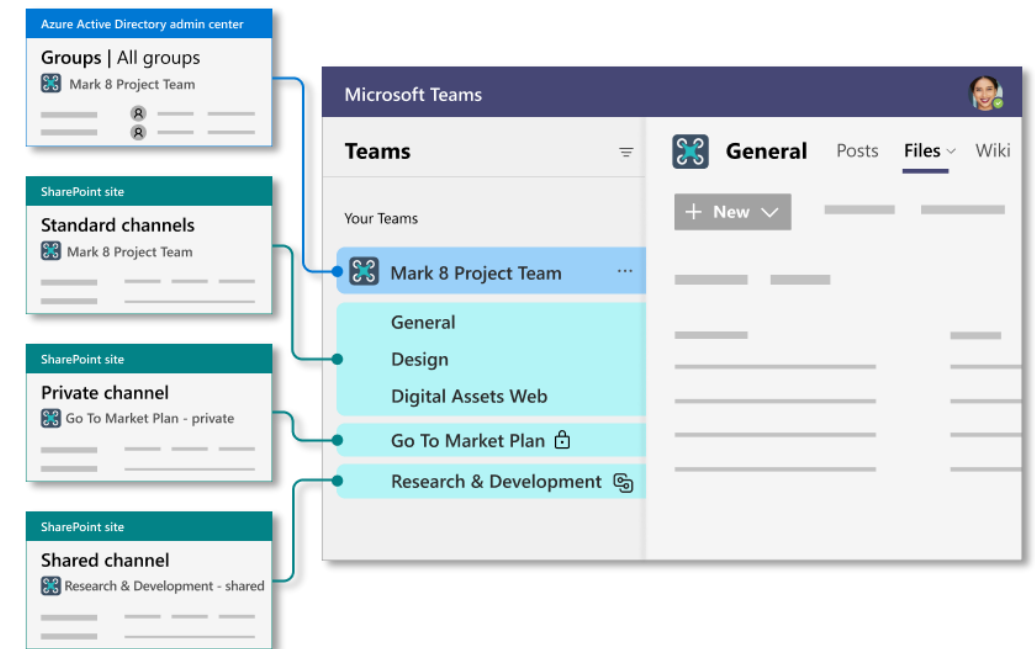 Azure Active Directory admin center
Groups | All groups
Mark 8 Project Team
SharePoint site
Standard channels
Mark 8 Project Team
SharePoint site
Private channel
Go To Market Plan - private
SharePoint site
Shared channel
Research & Development - shared
Microsoft Teams
Teams
Your Teams
Mark 8 Project Team ...
General
Design
Digital Assets Web
Go To Market Plan
Research & Development
General Posts Files Wiki
+ New